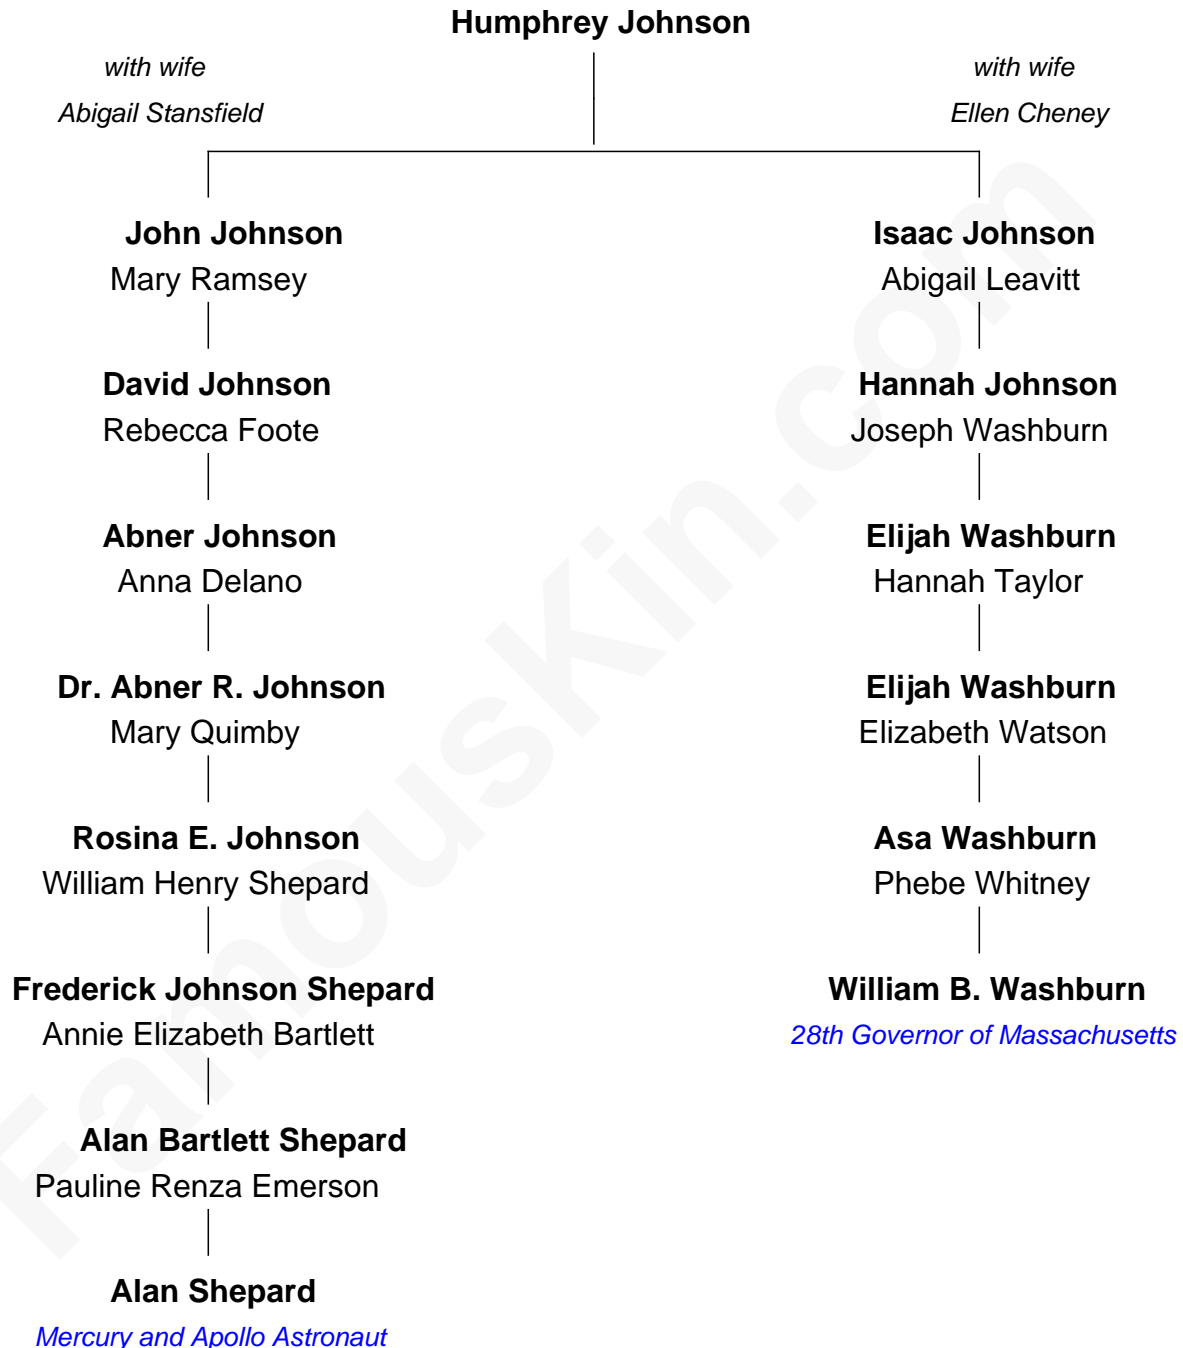 Humphrey Johnson
with wife
Abigail Stansfield
with wife
Ellen Cheney
John Johnson
Mary Ramsey
David Johnson
Rebecca Foote
Abner Johnson
Anna Delano
Dr. Abner R. Johnson
Mary Quimby
Rosina E. Johnson
William Henry Shepard
Frederick Johnson Shepard
Annie Elizabeth Bartlett
Alan Bartlett Shepard
Pauline Renza Emerson
Alan Shepard
Mercury and Apollo Astronaut
Isaac Johnson
Abigail Leavitt
Hannah Johnson
Joseph Washburn
Elijah Washburn
Hannah Taylor
Elijah Washburn
Elizabeth Watson
Asa Washburn
Phebe Whitney
William B. Washburn
28th Governor of Massachusetts
FamousKin.com